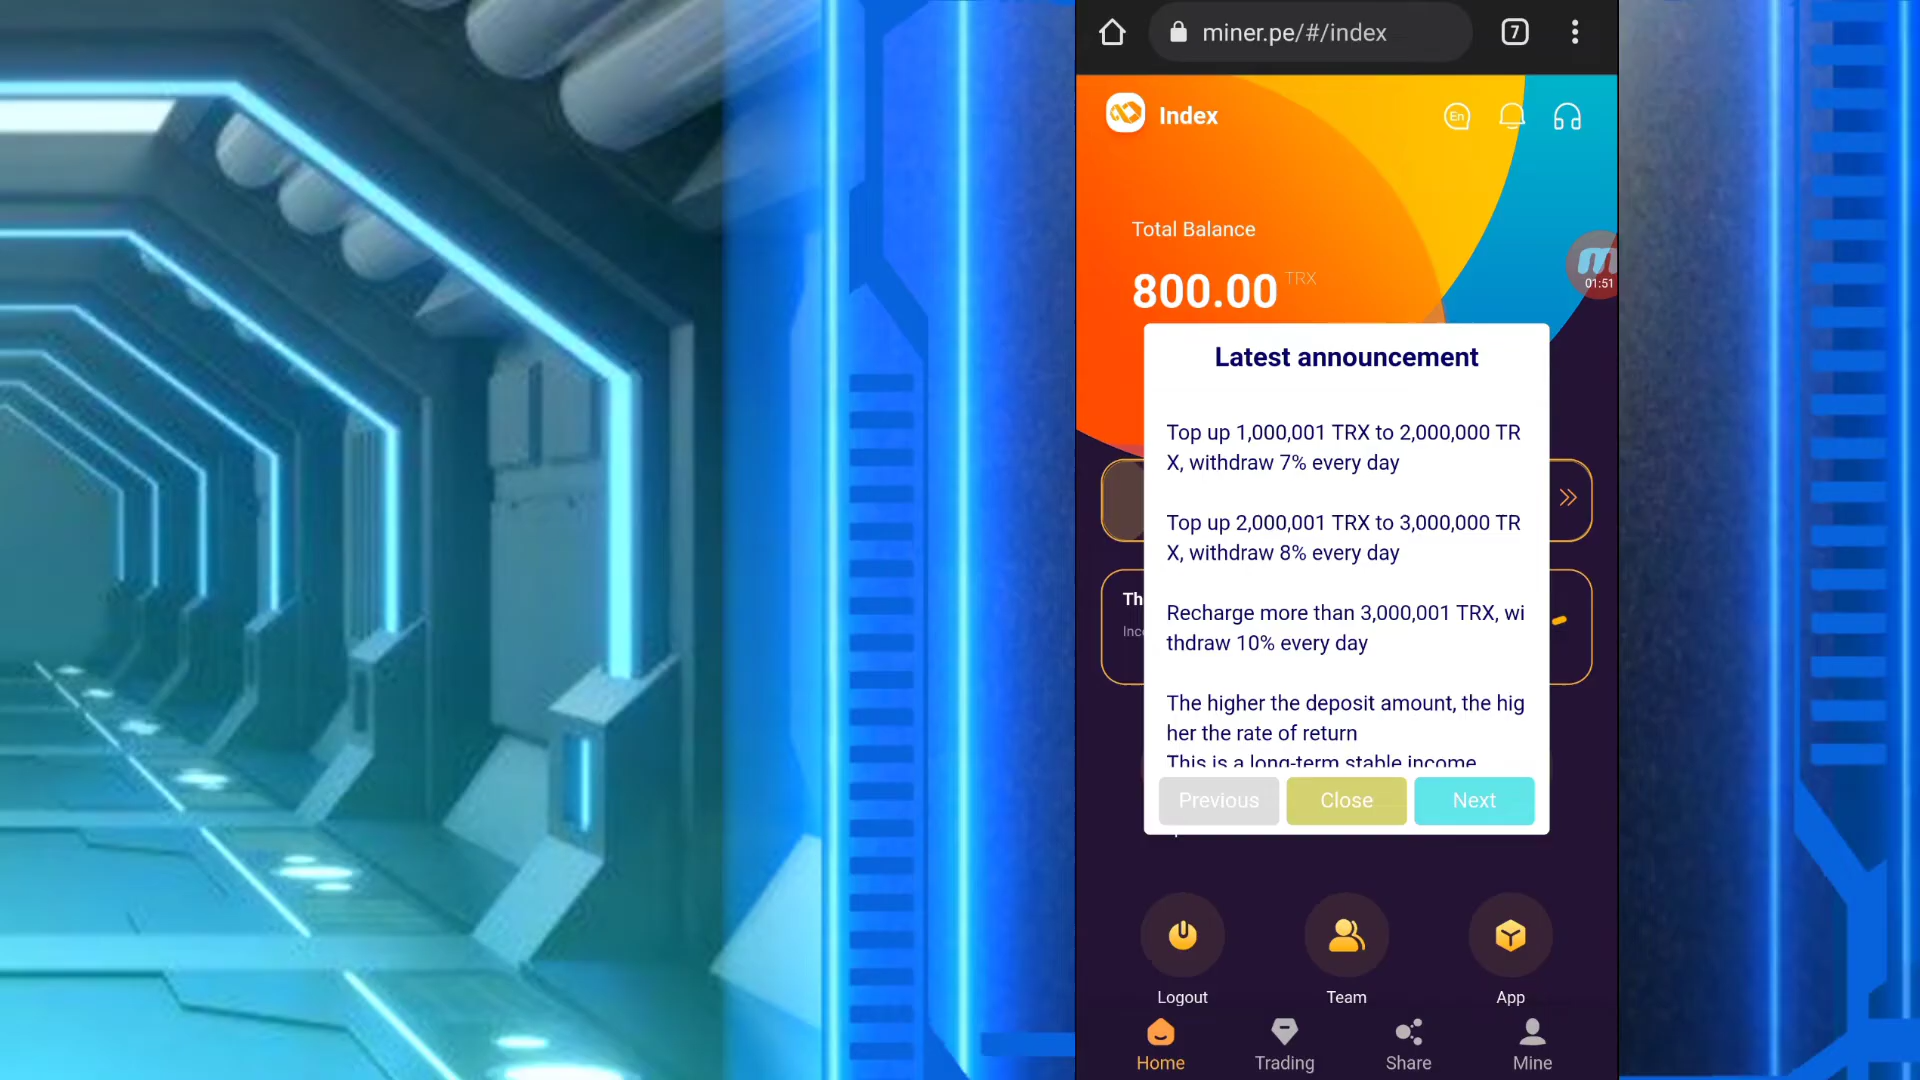 miner.pe/#/index
7
Index
En
Total Balance
800.00 TRX
01:51
Latest announcement
Top up 1,000,001 TRX to 2,000,000 TR
X, withdraw 7% every day
Top up 2,000,001 TRX to 3,000,000 TR
X, withdraw 8% every day
Recharge more than 3,000,001 TRX, wi
thdraw 10% every day
Th
Inc
The higher the deposit amount, the hig
her the rate of return
This is a long-term stable income
Previous
Close
Next
Logout
Team
App
Home
Trading
Share
Mine